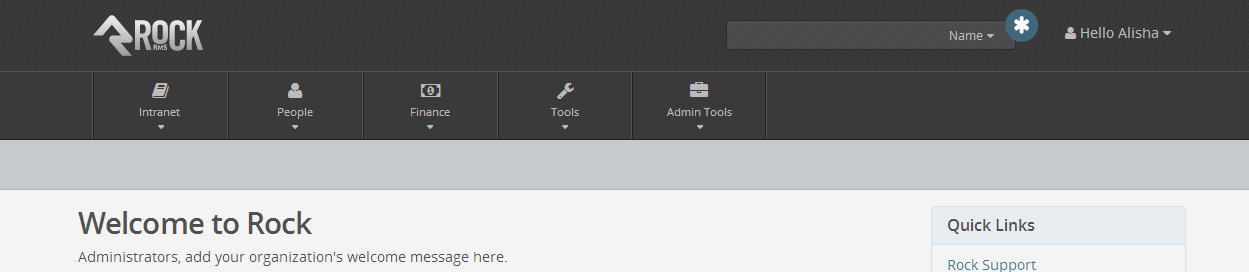 ROCK
RMS
Name
Hello Alisha
Intranet
People
Finance
Tools
Admin Tools
Welcome to Rock
Administrators, add your organization's welcome message here.
Quick Links
Rock Support